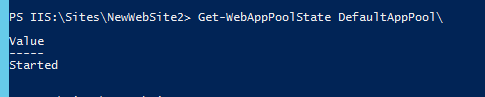 PS IIS:\Sites\NewWebSite2> Get-WebAppPoolState DefaultAppPool\
Value
-----
Started